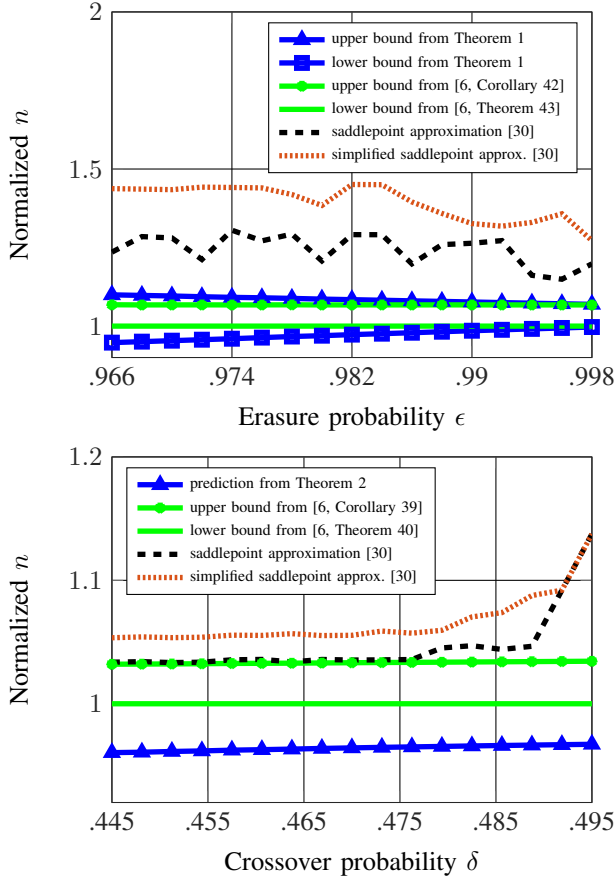 2
upper bound from Theorem 1
lower bound from Theorem 1
upper bound from [6, Corollary 42]
lower bound from [6, Theorem 43]
saddlepoint approximation [30]
simplified saddlepoint approx. [30]
1.5
Normalized n
1
.966 .974 .982 .99 .998
Erasure probability ϵ
1.2
prediction from Theorem 2
upper bound from [6, Corollary 39]
lower bound from [6, Theorem 40]
saddlepoint approximation [30]
simplified saddlepoint approx. [30]
1.1
Normalized n
1
.445 .455 .465 .475 .485 .495
Crossover probability δ